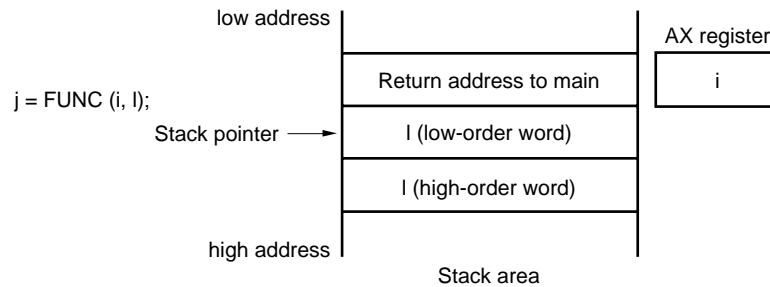 low address
AX register
Return address to main
i
j = FUNC (i, l);
Stack pointer
l (low-order word)
l (high-order word)
high address
Stack area